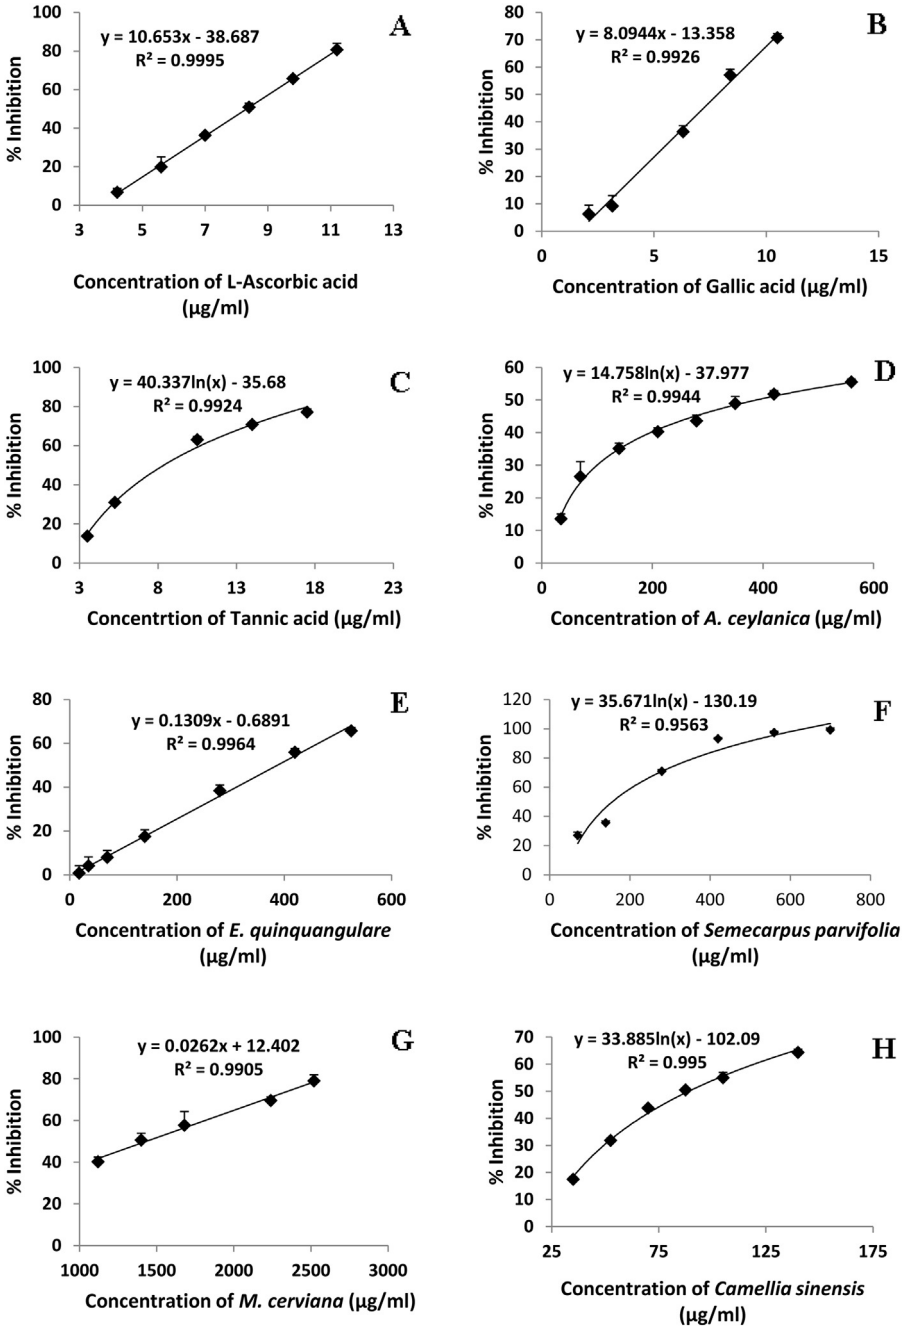 A
y = 10.653x - 38.687
R² = 0.9995
100
80
60
40
20
0
3 5 7 9 11 13
% Inhibition
Concentration of L-Ascorbic acid
(µg/ml)
B
y = 8.0944x - 13.358
R² = 0.9926
80
70
60
50
40
30
20
10
0
0 5 10 15
% Inhibition
Concentration of Gallic acid (µg/ml)
C
y = 40.337ln(x) - 35.68
R² = 0.9924
100
80
60
40
20
0
3 8 13 18 23
% Inhibition
Concentrtion of Tannic acid (µg/ml)
D
y = 14.758ln(x) - 37.977
R² = 0.9944
60
50
40
30
20
10
0
0 200 400 600
% Inhibition
Concentration of A. ceylanica (µg/ml)
E
y = 0.1309x - 0.6891
R² = 0.9964
80
60
40
20
0
0 200 400 600
% Inhibition
Concentration of E. quinquangulare
(µg/ml)
F
y = 35.671ln(x) - 130.19
R² = 0.9563
120
100
80
60
40
20
0
0 200 400 600 800
% Inhibition
Concentration of Semecarpus parvifolia
(µg/ml)
G
y = 0.0262x + 12.402
R² = 0.9905
100
80
60
40
20
0
1000 1500 2000 2500 3000
% Inhibition
Concentration of M. cerviana (µg/ml)
H
y = 33.885ln(x) - 102.09
R² = 0.995
70
60
50
40
30
20
10
0
25 75 125 175
% Inhibition
Concentration of Camellia sinensis
(µg/ml)